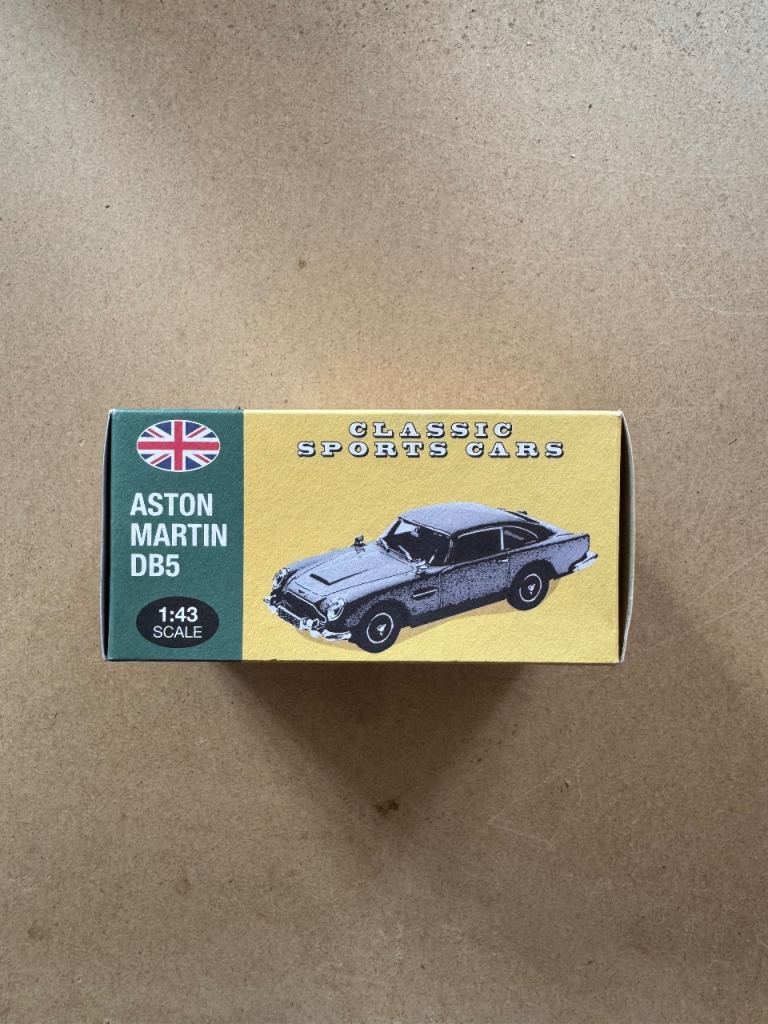 CLASSIC
SPORTS CARS
ASTON
MARTIN
DB5
1:43
SCALE